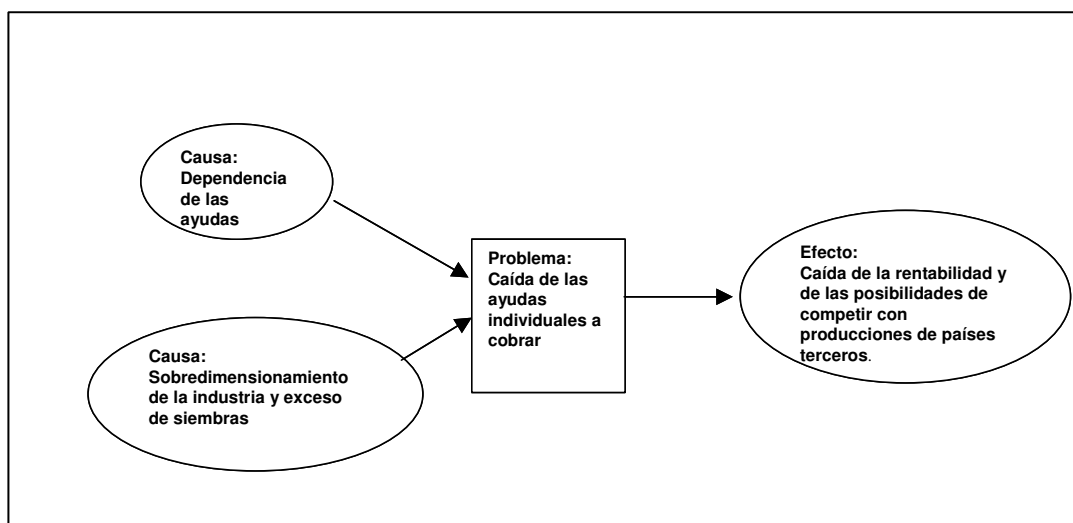 Causa:
Dependencia
de las
ayudas
Problema:
Caída de las
ayudas
individuales a
cobrar
Efecto:
Caída de la rentabilidad y
de las posibilidades de
competir con
producciones de países
terceros.
Causa:
Sobredimensionamiento
de la industria y exceso
de siembras